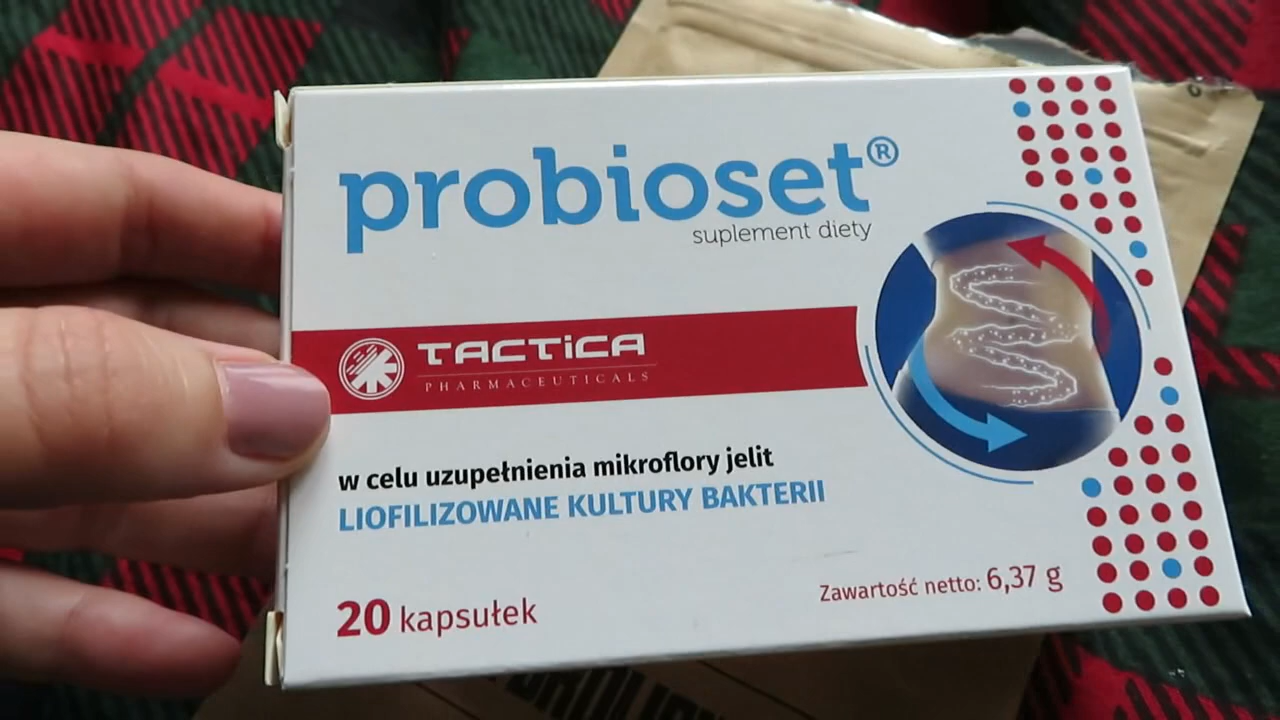 probioset®
suplement diety
TACTiCA
PHARMACEUTICALS
w celu uzupełnienia mikroflory jelit
LIOFILIZOWANE KULTURY BAKTERII
20 kapsułek
Zawartość netto: 6,37 g